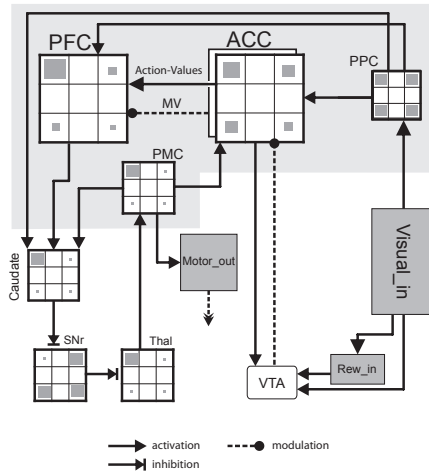 PFC
ACC
PPC
Action-Values
MV
PMC
Visual_in
Motor_out
Caudate
SNr
Thal
VTA
Rew_in
activation
modulation
inhibition